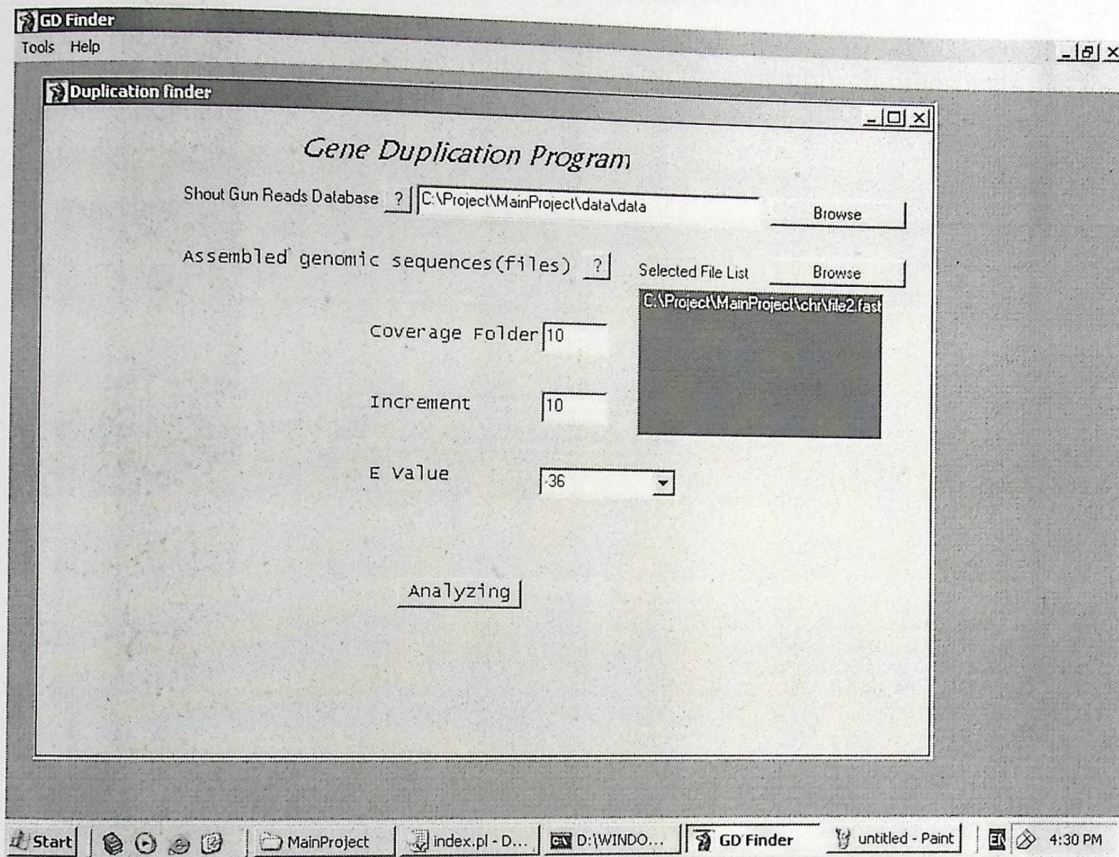 GD Finder
Tools Help
Duplication finder
Gene Duplication Program
Shout Gun Reads Database ? C:\Project\MainProject\data\data Browse
Assembled genomic sequences(files) ? Selected File List Browse
C:\Project\MainProject\chr\file2.fast
Coverage Folder 10
Increment 10
E Value -36
Analyzing
Start MainProject index.pl - D... D:\WINDO... GD Finder untitled - Paint EN 4:30 PM